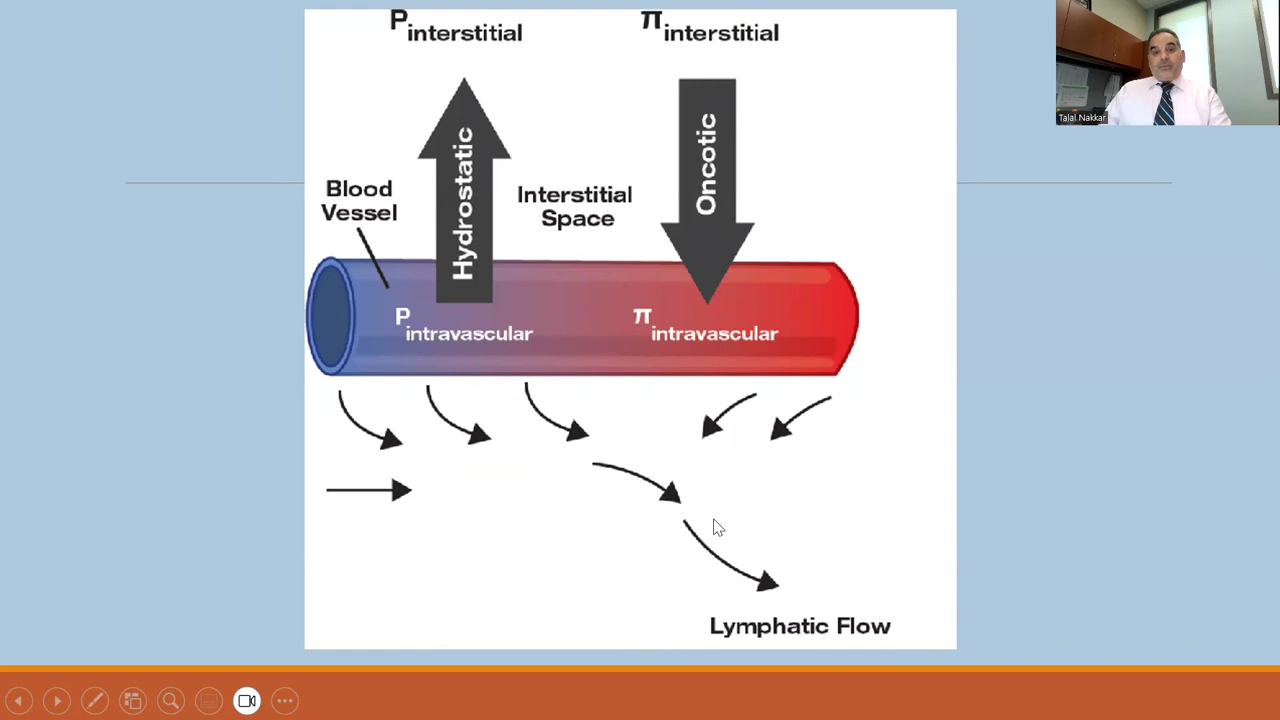 P interstitial
π interstitial
Hydrostatic
Oncotic
Blood
Vessel
Interstitial
Space
P intravascular
π intravascular
Lymphatic Flow
Talal Nakkar